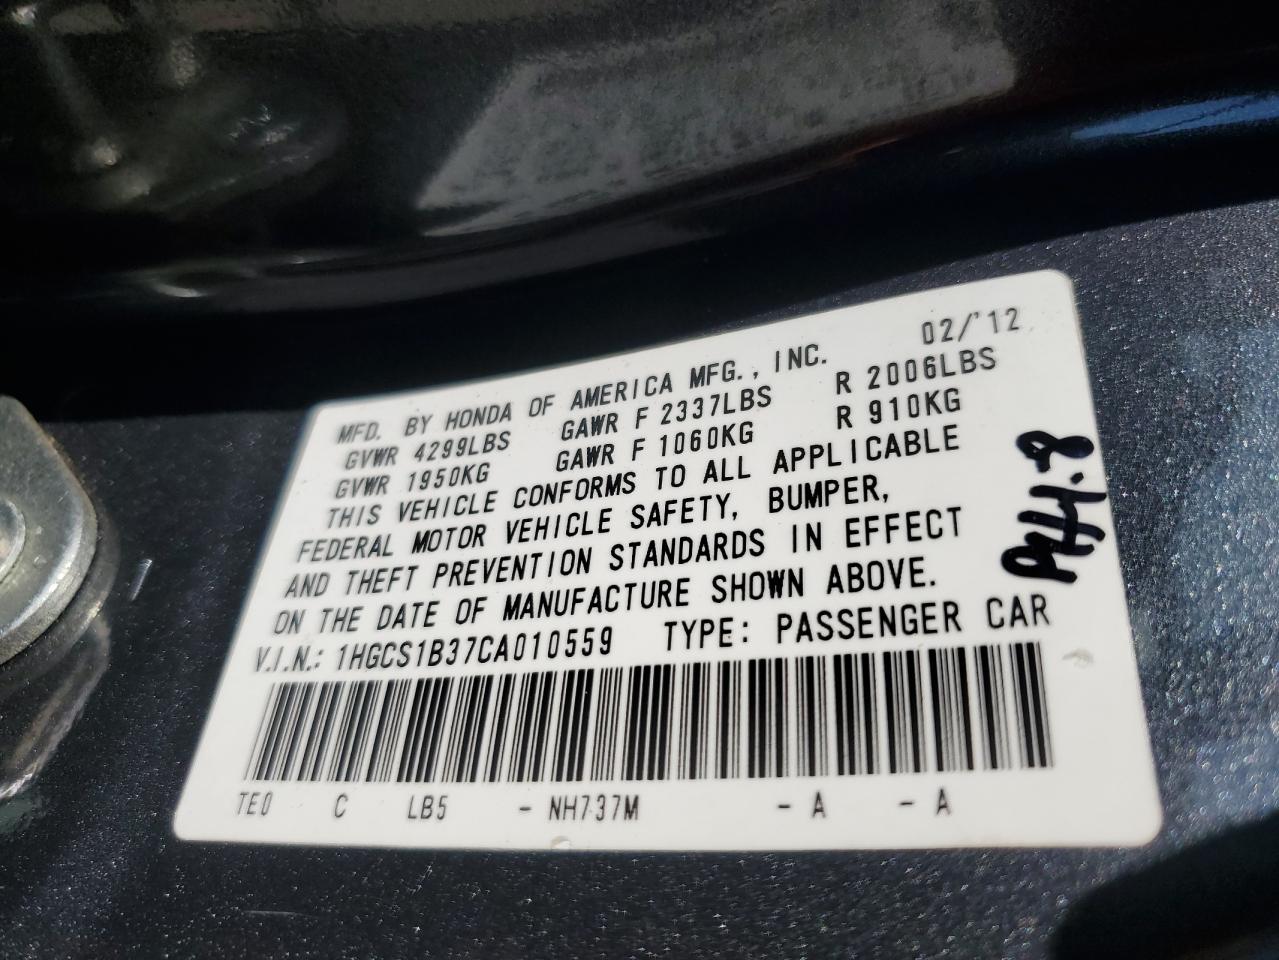 MFD. BY HONDA OF AMERICA MFG., INC. 02/'12
GVWR 4299LBS GAWR F 2337LBS R 2006LBS
GVWR 1950KG GAWR F 1060KG R 910KG
THIS VEHICLE CONFORMS TO ALL APPLICABLE
FEDERAL MOTOR VEHICLE SAFETY, BUMPER,
AND THEFT PREVENTION STANDARDS IN EFFECT
ON THE DATE OF MANUFACTURE SHOWN ABOVE.
V.I.N.: 1HGCS1B37CA010559 TYPE: PASSENGER CAR
TE0 C LB5 - NH737M - A - A